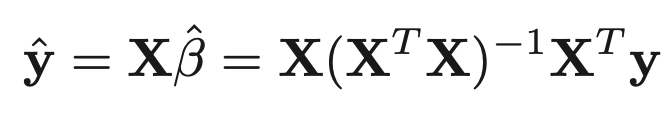 ŷ = Xβ̂ = X(XᵀX)⁻¹Xᵀy